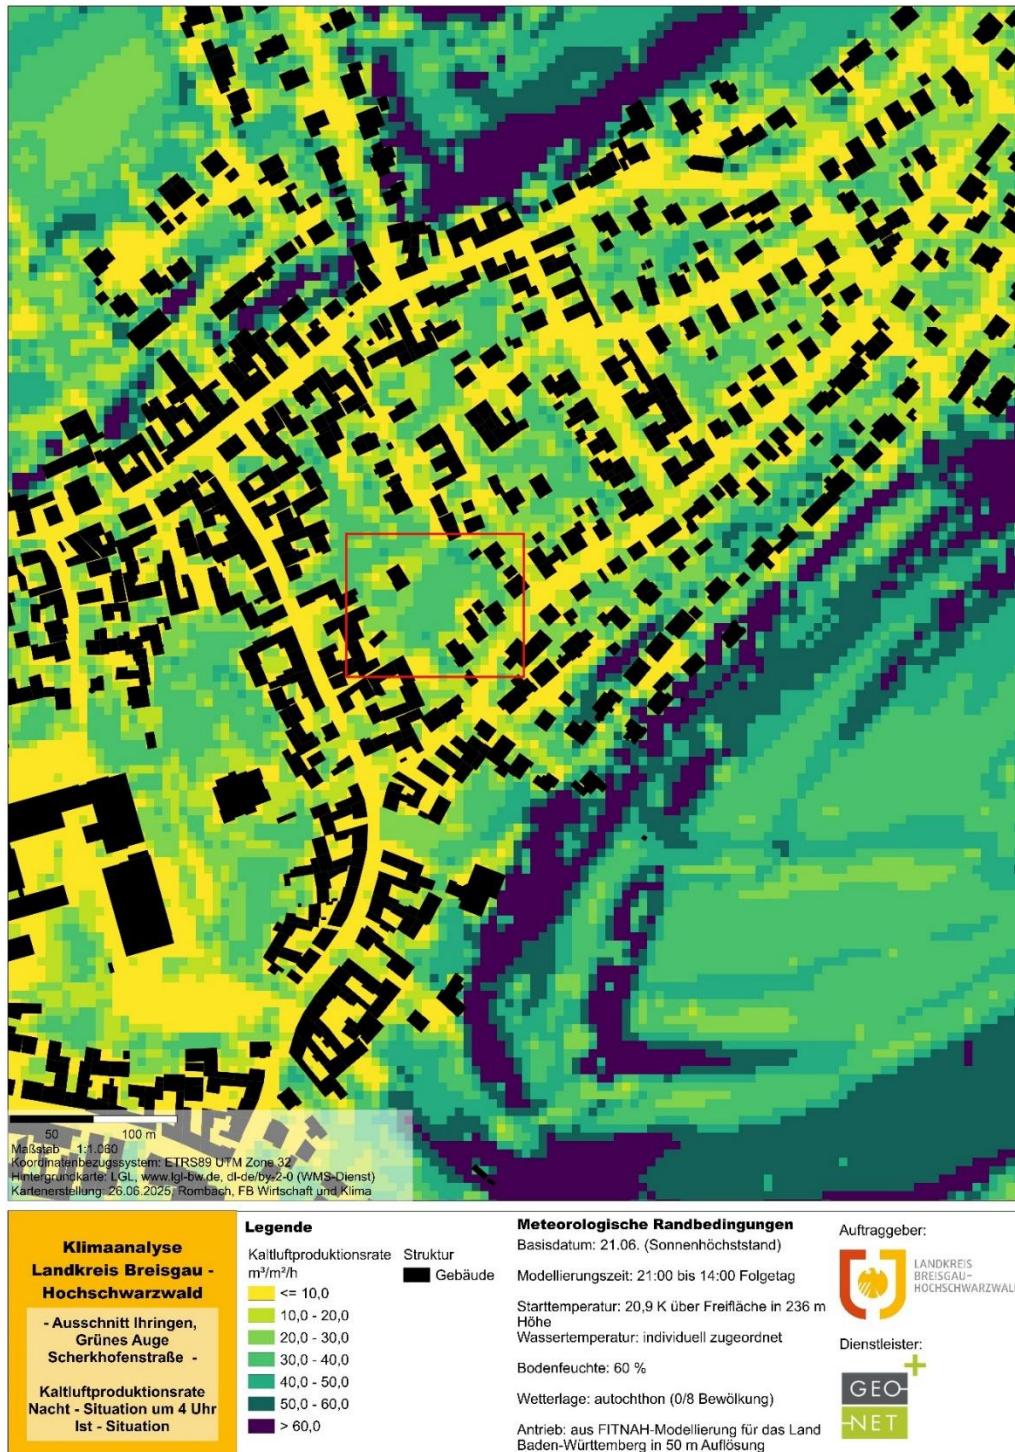 50 100 m
Maßstab 1:1.060
Koordinatenbezugssystem: ETRS89 UTM Zone 32
Hintergrundkarte: LGL, www.lgl-bw.de, dl-de/by-2-0 (WMS-Dienst)
Kartenerstellung: 26.06.2025, Rombach, FB Wirtschaft und Klima
Klimaanalyse
Landkreis Breisgau -
Hochschwarzwald
- Ausschnitt Ihringen,
Grünes Auge
Scherkhofenstraße -
Kaltluftproduktionsrate
Nacht - Situation um 4 Uhr
Ist - Situation
Legende
Kaltluftproduktionsrate
m³/m²/h
<= 10,0
10,0 - 20,0
20,0 - 30,0
30,0 - 40,0
40,0 - 50,0
50,0 - 60,0
> 60,0
Struktur
Gebäude
Meteorologische Randbedingungen
Basisdatum: 21.06. (Sonnenhöchststand)
Modellierungszeit: 21:00 bis 14:00 Folgetag
Starttemperatur: 20,9 K über Freifläche in 236 m
Höhe
Wassertemperatur: individuell zugeordnet
Bodenfeuchte: 60 %
Wetterlage: autochthon (0/8 Bewölkung)
Antrieb: aus FITNAH-Modellierung für das Land
Baden-Württemberg in 50 m Auflösung
Auftraggeber:
LANDKREIS
BREISGAU-
HOCHSCHWARZWALD
Dienstleister:
GEO-
-NET